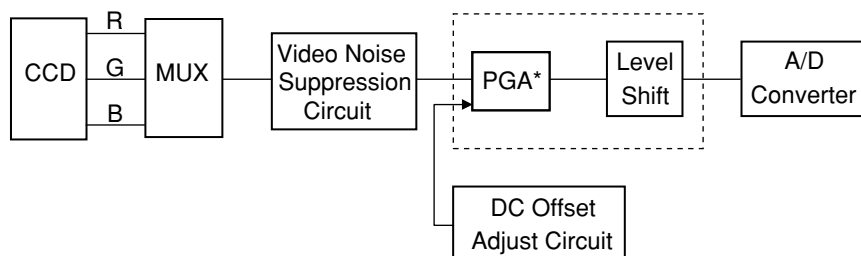 R
G
B
CCD
MUX
Video Noise
Suppression
Circuit
PGA*
Level
Shift
A/D
Converter
DC Offset
Adjust Circuit